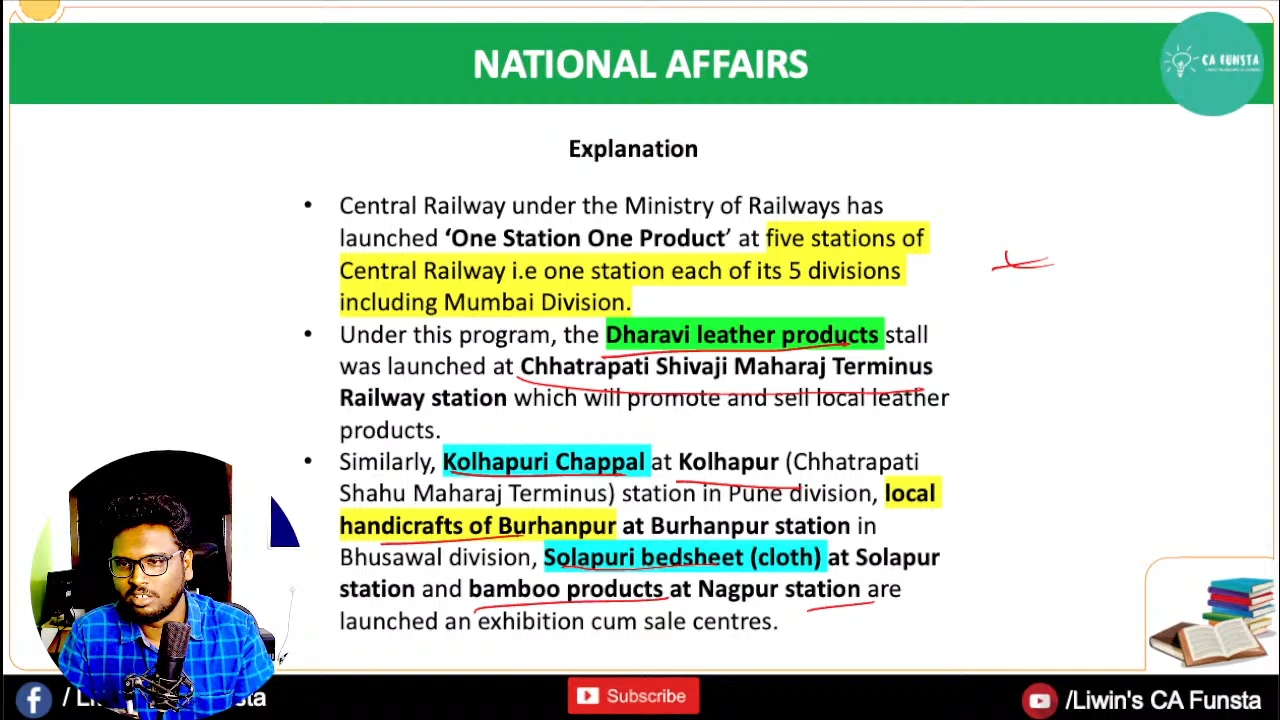 NATIONAL AFFAIRS
CA FUNSTA
Explanation
• Central Railway under the Ministry of Railways has
launched ‘One Station One Product’ at five stations of
Central Railway i.e one station each of its 5 divisions
including Mumbai Division.
• Under this program, the Dharavi leather products stall
was launched at Chhatrapati Shivaji Maharaj Terminus
Railway station which will promote and sell local leather
products.
• Similarly, Kolhapuri Chappal at Kolhapur (Chhatrapati
Shahu Maharaj Terminus) station in Pune division, local
handicrafts of Burhanpur at Burhanpur station in
Bhusawal division, Solapuri bedsheet (cloth) at Solapur
station and bamboo products at Nagpur station are
launched an exhibition cum sale centres.
Subscribe
/Liwin's CA Funsta